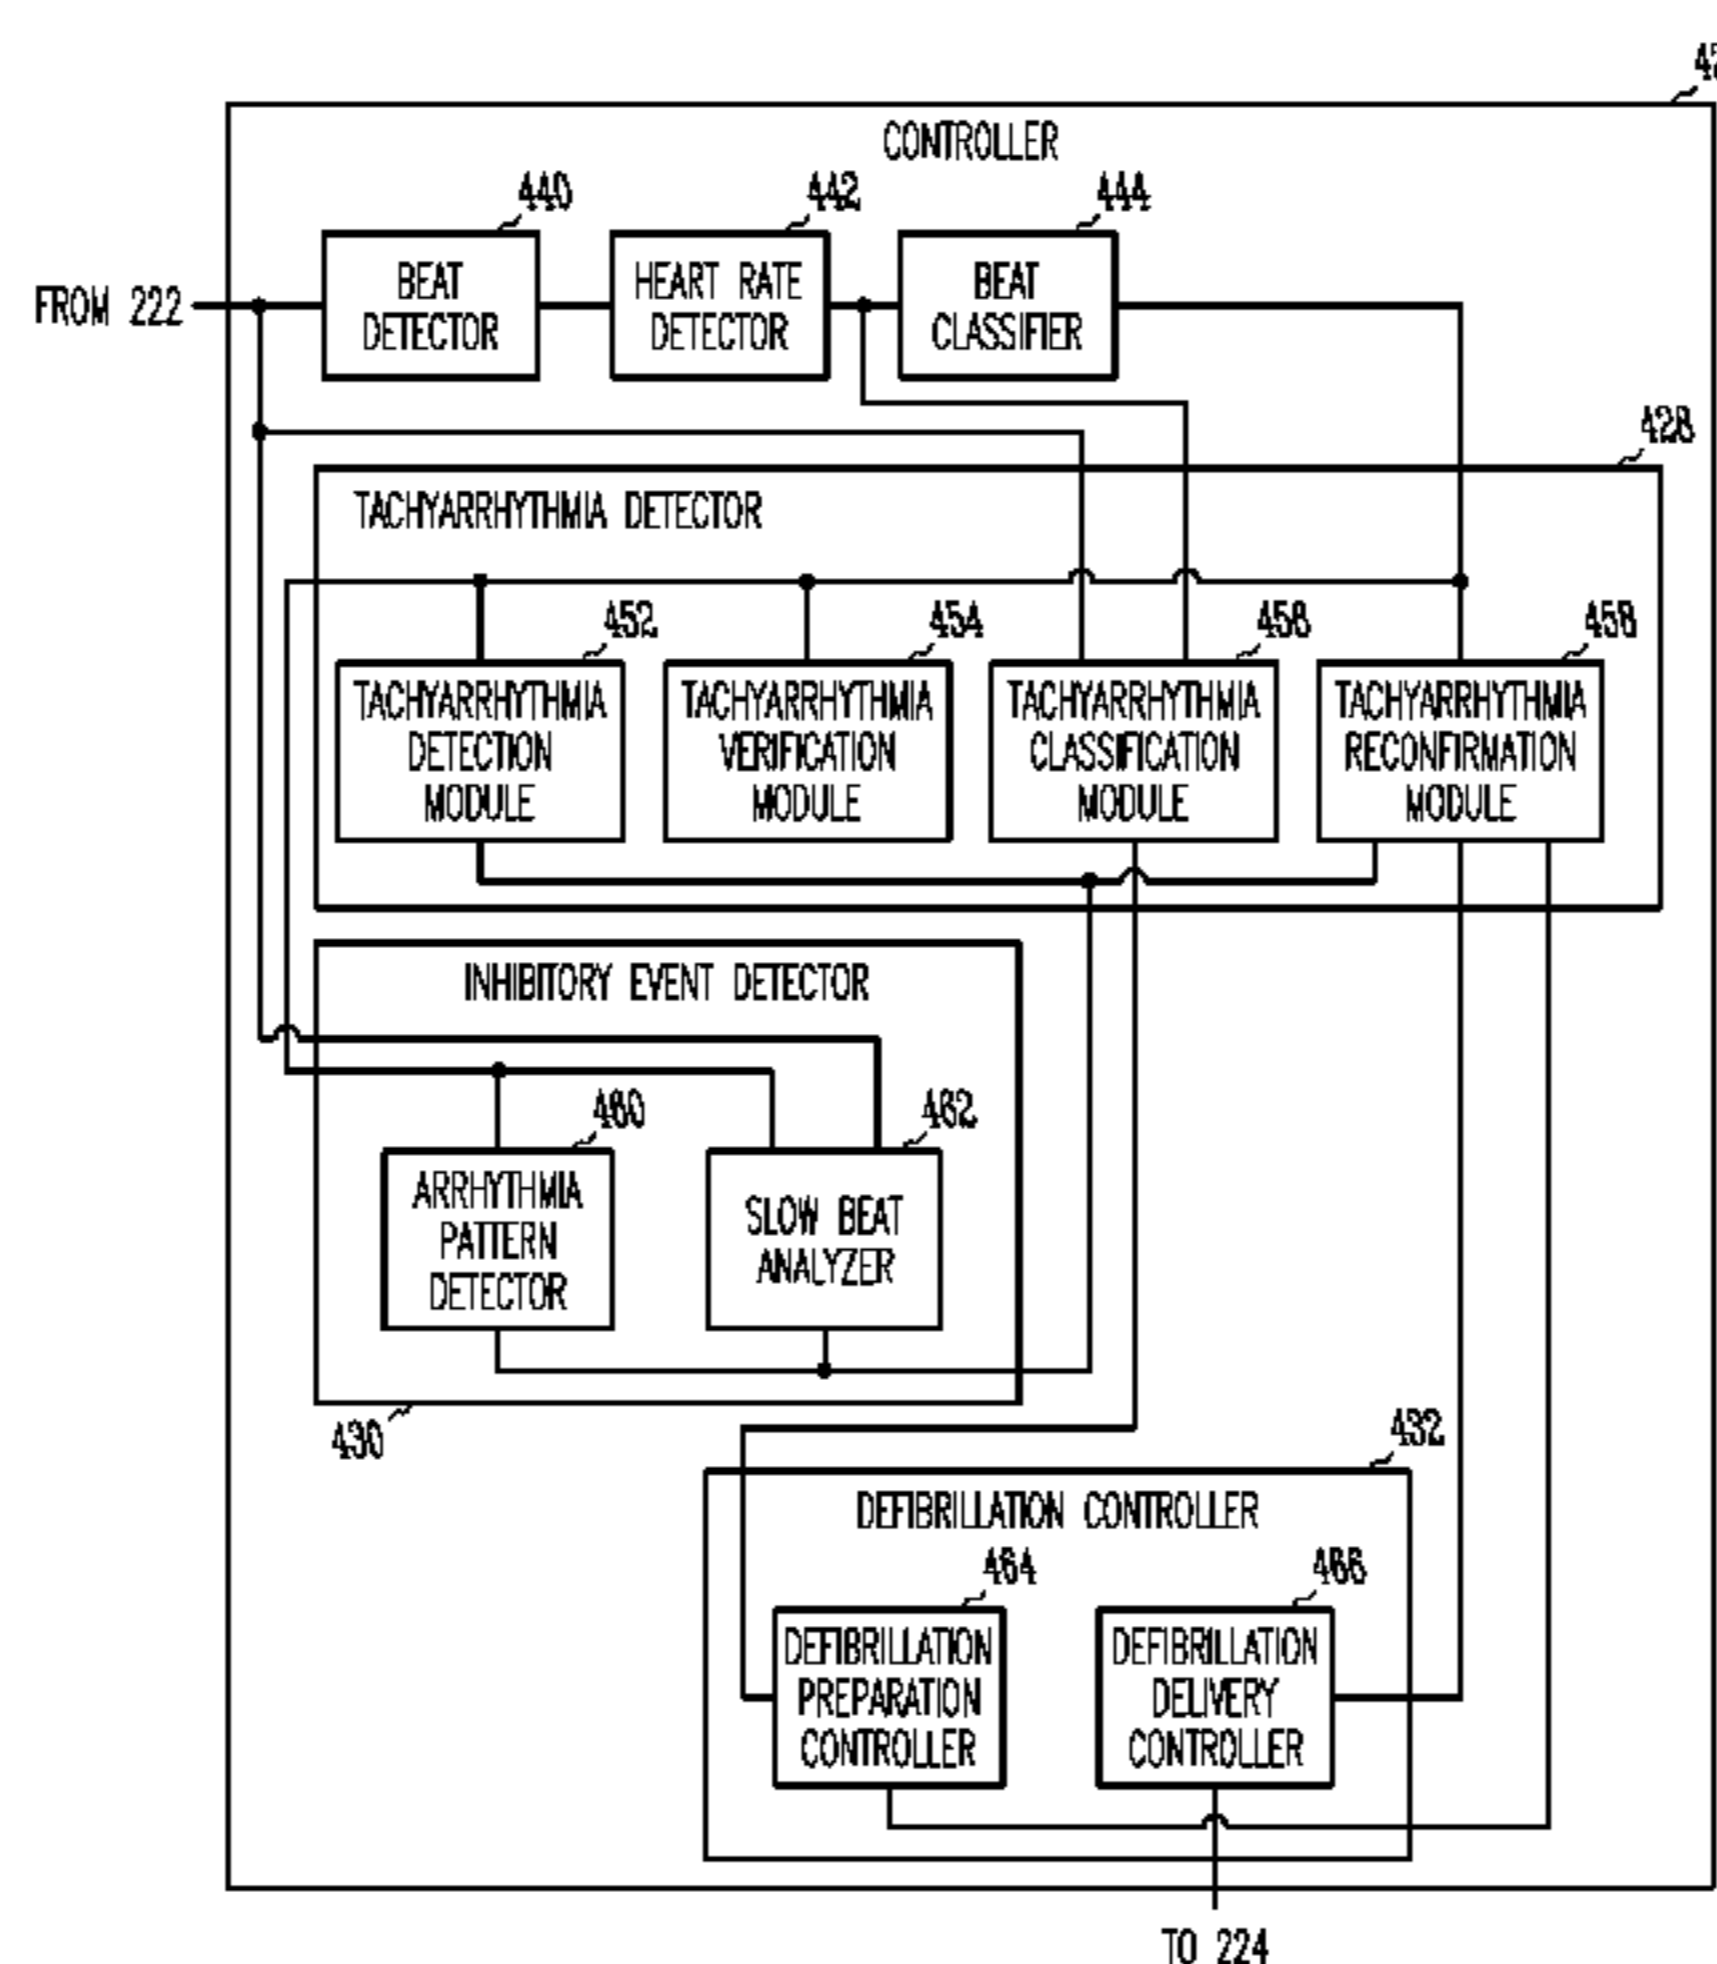 CONTROLLER
440
442
444
FROM 222
BEAT
DETECTOR
HEART RATE
DETECTOR
BEAT
CLASSIFIER
428
TACHYARRHYTHMIA DETECTOR
452
454
458
458
TACHYARRHYTHMIA
DETECTION
MODULE
TACHYARRHYTHMIA
VERIFICATION
MODULE
TACHYARRHYTHMIA
CLASSIFICATION
MODULE
TACHYARRHYTHMIA
RECONFIRMATION
MODULE
INHIBITORY EVENT DETECTOR
460
462
ARRHYTHMIA
PATTERN
DETECTOR
SLOW BEAT
ANALYZER
430
432
DEFIBRILLATION CONTROLLER
464
466
DEFIBRILLATION
PREPARATION
CONTROLLER
DEFIBRILLATION
DELIVERY
CONTROLLER
TO 224